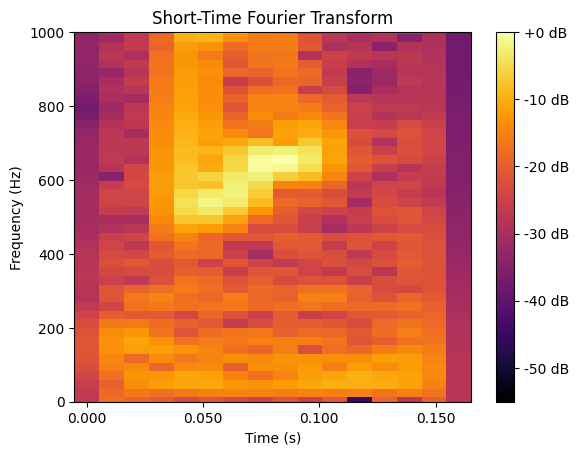 Short-Time Fourier Transform
1000
800
600
400
200
0
Frequency (Hz)
0.000
0.050
0.100
0.150
Time (s)
+0 dB
-10 dB
-20 dB
-30 dB
-40 dB
-50 dB